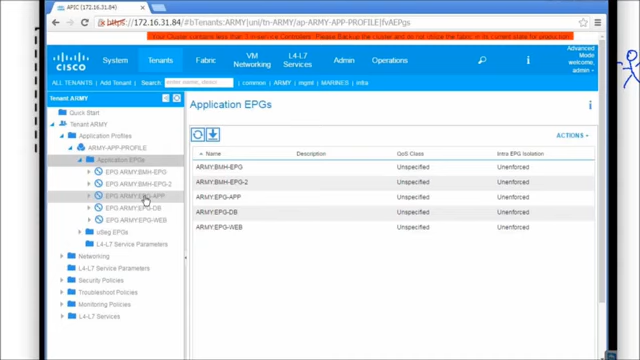 APIC (172.16.31.84)
https://172.16.31.84/#bTenants:ARMY|uni/tn-ARMY/ap-ARMY-APP-PROFILE|fvAEPgs
Your Cluster contains less than 3 operative Controllers. Please Backup the cluster and do not utilize the fabric in its current state for production.
CISCO
System
Tenants
Fabric
VM Networking
L4-L7 Services
Admin
Operations
Advanced Mode
welcome, admin
ALL TENANTS | Add Tenant | Search: enter name, descr | common | ARMY | mgmt | MARINES | infra
Tenant ARMY
Quick Start
Tenant ARMY
Application Profiles
ARMY-APP-PROFILE
Application EPGs
EPG ARMY:BMH-EPG
EPG ARMY:BMH-EPG-2
EPG ARMY:EPG-APP
EPG ARMY:EPG-DB
EPG ARMY:EPG-WEB
uSeg EPGs
L4-L7 Service Parameters
Networking
L4-L7 Service Parameters
Security Policies
Troubleshoot Policies
Monitoring Policies
L4-L7 Services
Application EPGs
i
ACTIONS
Name Description QoS Class Intra EPG Isolation
ARMY:BMH-EPG Unspecified Unenforced
ARMY:BMH-EPG-2 Unspecified Unenforced
ARMY:EPG-APP Unspecified Unenforced
ARMY:EPG-DB Unspecified Unenforced
ARMY:EPG-WEB Unspecified Unenforced